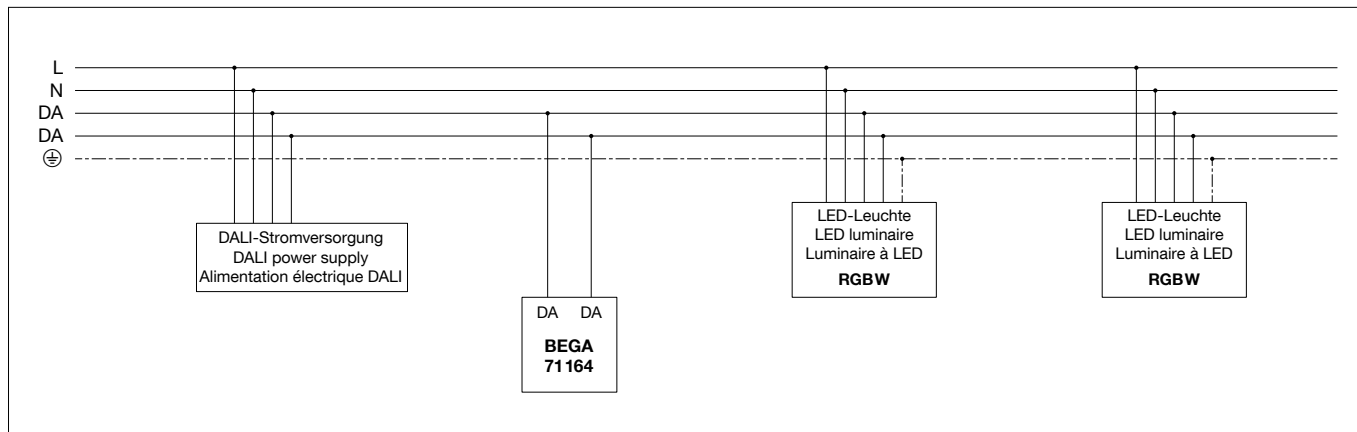 L
N
DA
DA
DALI-Stromversorgung
DALI power supply
Alimentation électrique DALI
DA DA
BEGA
71164
LED-Leuchte
LED luminaire
Luminaire à LED
RGBW
LED-Leuchte
LED luminaire
Luminaire à LED
RGBW